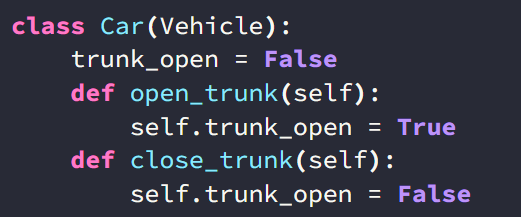 class Car(Vehicle):
    trunk_open = False
    def open_trunk(self):
        self.trunk_open = True
    def close_trunk(self):
        self.trunk_open = False